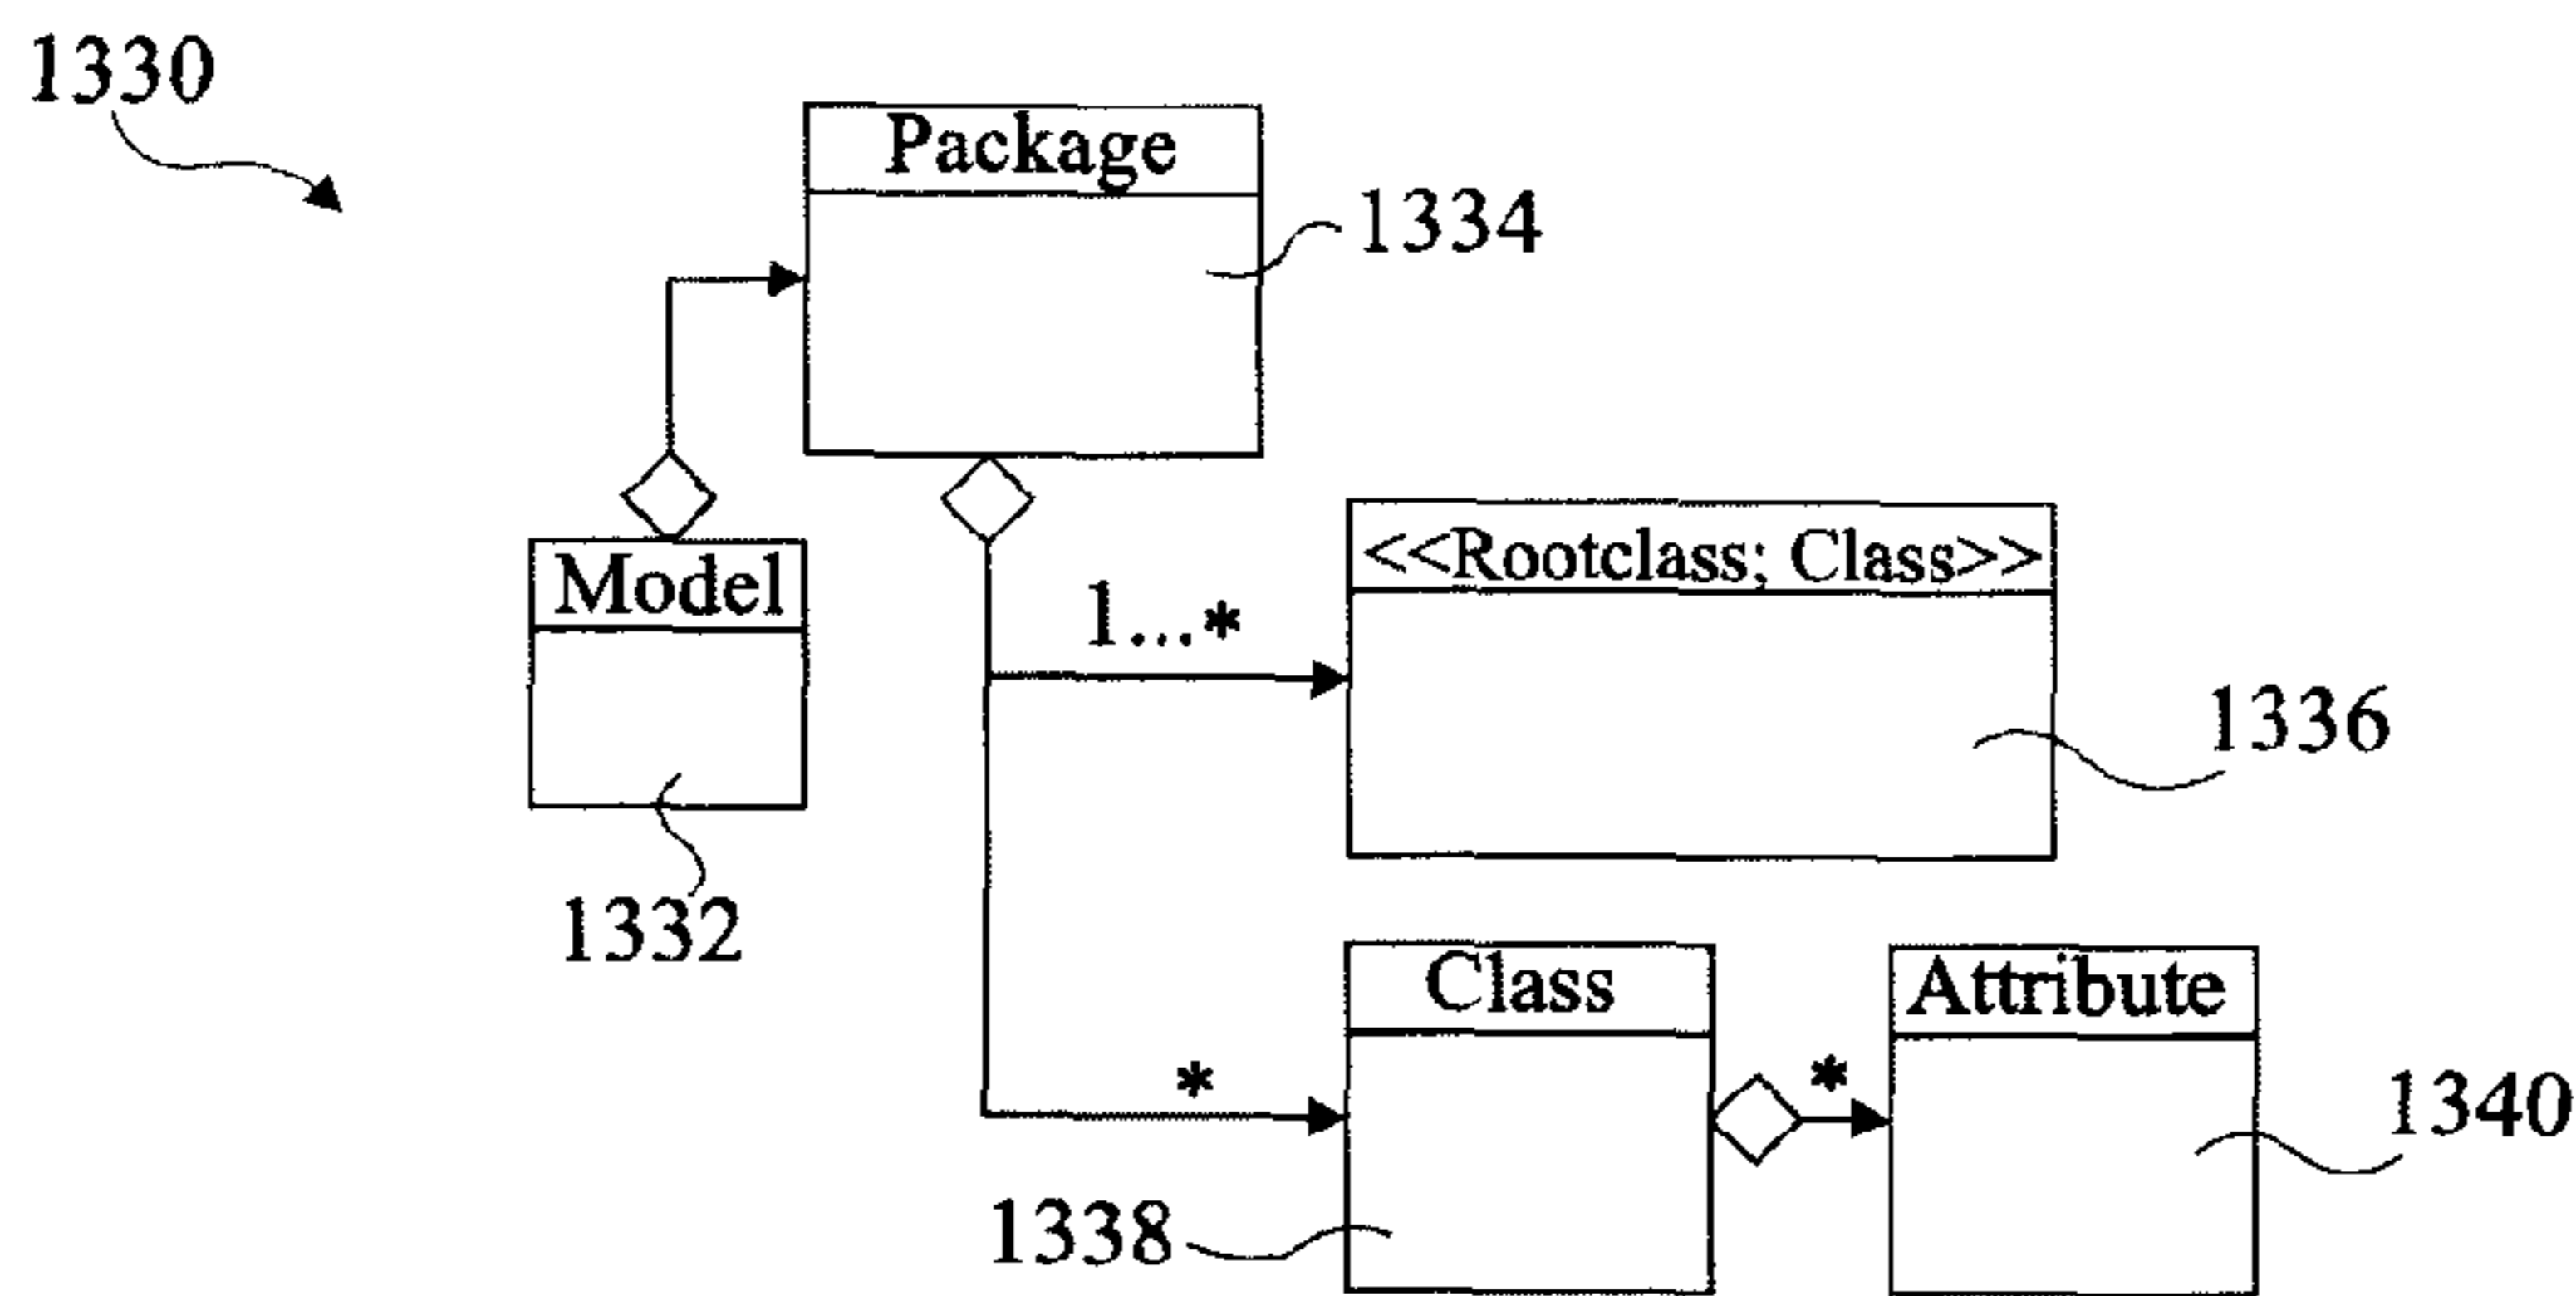 1330
Package
1334
<<Rootclass; Class>>
Model
1...*
1336
1332
Class
Attribute
*
*
1340
1338